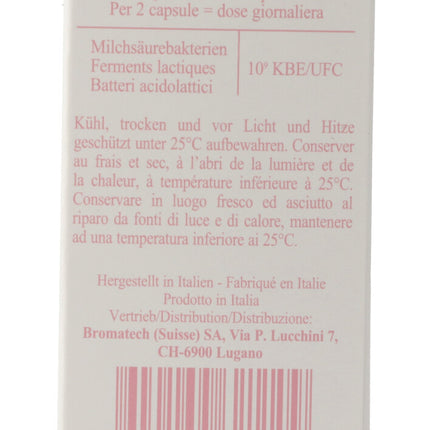 Per 2 capsule = dose giornaliera
Milchsäurebakterien
Ferments lactiques
Batteri acidolattici
10⁹ KBE/UFC
Kühl, trocken und vor Licht und Hitze
geschützt unter 25°C aufbewahren. Conserver
au frais et sec, à l'abri de la lumière et de
la chaleur, à température inférieure à 25°C.
Conservare in luogo fresco ed asciutto al
riparo da fonti di luce e di calore, mantenere
ad una temperatura inferiore ai 25°C.
Hergestellt in Italien - Fabriqué en Italie
Prodotto in Italia
Vertrieb/Distribution/Distribuzione:
Bromatech (Suisse) SA, Via P. Lucchini 7,
CH-6900 Lugano